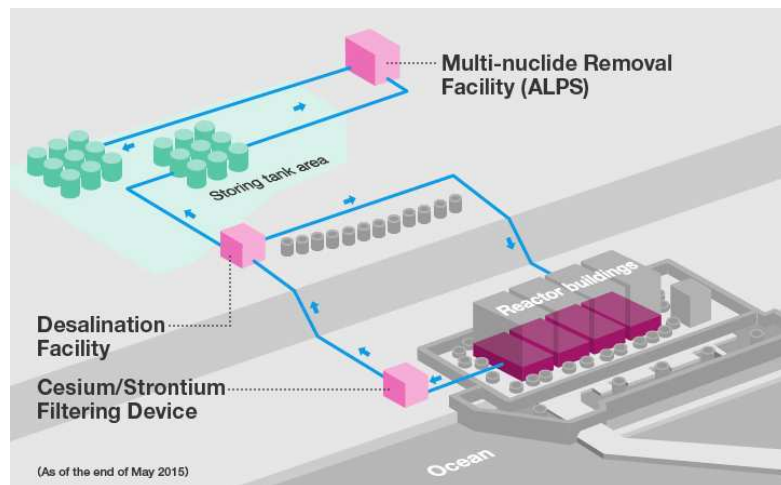 Multi-nuclide Removal
Facility (ALPS)
Storing tank area
Reactor buildings
Desalination
Facility
Cesium/Strontium
Filtering Device
Ocean
(As of the end of May 2015)